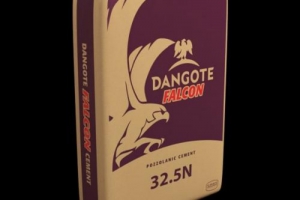 DANGOTE
FALCON
POZZOLANIC CEMENT
32.5N
DANGOTE FALCON CEMENT